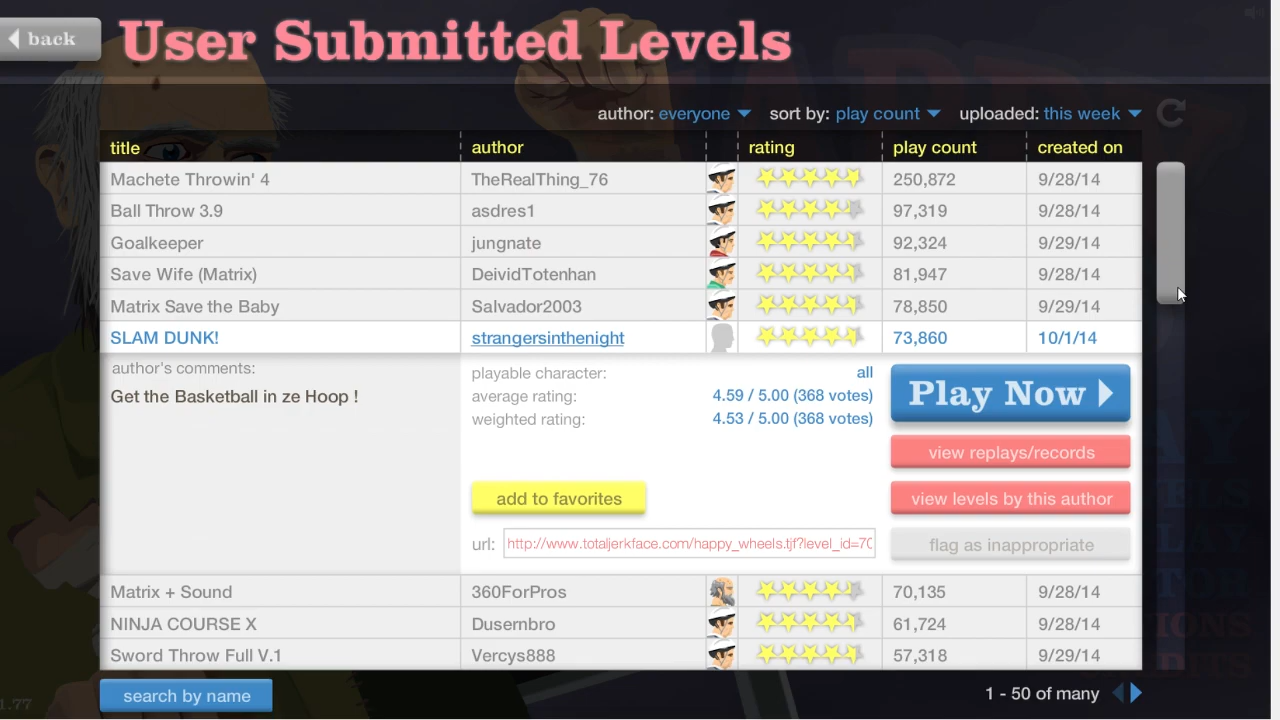 back
User Submitted Levels
author: everyone sort by: play count uploaded: this week
title author rating play count created on
Machete Throwin' 4 TheRealThing_76 250,872 9/28/14
Ball Throw 3.9 asdres1 97,319 9/28/14
Goalkeeper jungnate 92,324 9/29/14
Save Wife (Matrix) DeividTotenhan 81,947 9/28/14
Matrix Save the Baby Salvador2003 78,850 9/29/14
SLAM DUNK! strangersinthenight 73,860 10/1/14
author's comments:
Get the Basketball in ze Hoop !
playable character: all
average rating: 4.59 / 5.00 (368 votes)
weighted rating: 4.53 / 5.00 (368 votes)
add to favorites
url: http://www.totaljerkface.com/happy_wheels.tjf?level_id=70
Play Now
view replays/records
view levels by this author
flag as inappropriate
Matrix + Sound 360ForPros 70,135 9/28/14
NINJA COURSE X Dusernbro 61,724 9/28/14
Sword Throw Full V.1 Vercys888 57,318 9/29/14
search by name
1 - 50 of many
1.77